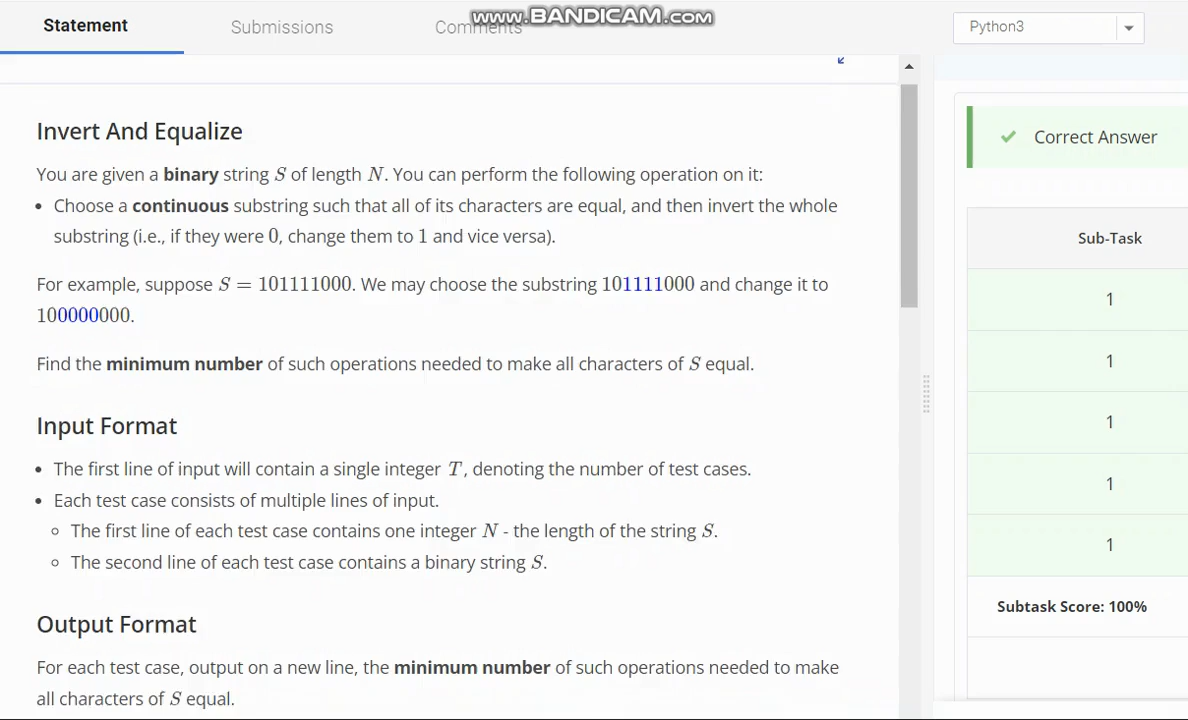 www.BANDICAM.com
Statement
Submissions
Comments
Python3
Invert And Equalize
You are given a binary string S of length N. You can perform the following operation on it:
• Choose a continuous substring such that all of its characters are equal, and then invert the whole
substring (i.e., if they were 0, change them to 1 and vice versa).
For example, suppose S = 101111000. We may choose the substring 101111000 and change it to
100000000.
Find the minimum number of such operations needed to make all characters of S equal.
Input Format
• The first line of input will contain a single integer T, denoting the number of test cases.
• Each test case consists of multiple lines of input.
◦ The first line of each test case contains one integer N - the length of the string S.
◦ The second line of each test case contains a binary string S.
Output Format
For each test case, output on a new line, the minimum number of such operations needed to make
all characters of S equal.
Correct Answer
Sub-Task
1
1
1
1
1
Subtask Score: 100%